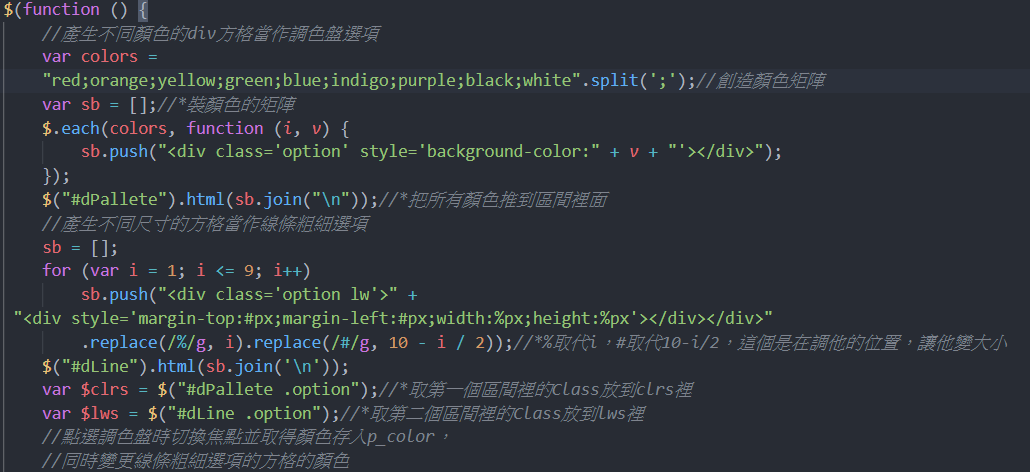 $(function () {
//產生不同顏色的div方格當作調色盤選項
var colors =
"red;orange;yellow;green;blue;indigo;purple;black;white".split(';');//創造顏色矩陣
var sb = [];//*裝顏色的矩陣
$.each(colors, function (i, v) {
sb.push("<div class='option' style='background-color:" + v + "'></div>");
});
$("#dPallete").html(sb.join("\n"));//*把所有顏色推到區間裡面
//產生不同尺寸的方格當作線條粗細選項
sb = [];
for (var i = 1; i <= 9; i++)
sb.push("<div class='option lw'>" +
"<div style='margin-top:#px;margin-left:#px;width:%px;height:%px'></div></div>"
.replace(/%/g, i).replace(/#/g, 10 - i / 2));//*%取代i，#取代10-i/2，這個是在調他的位置，讓他變大小
$("#dLine").html(sb.join('\n'));
var $clrs = $("#dPallete .option");//*取第一個區間裡的Class放到clrs裡
var $lws = $("#dLine .option");//*取第二個區間裡的Class放到lws裡
//點選調色盤時切換焦點並取得顏色存入p_color，
//同時變更線條粗細選項的方格的顏色